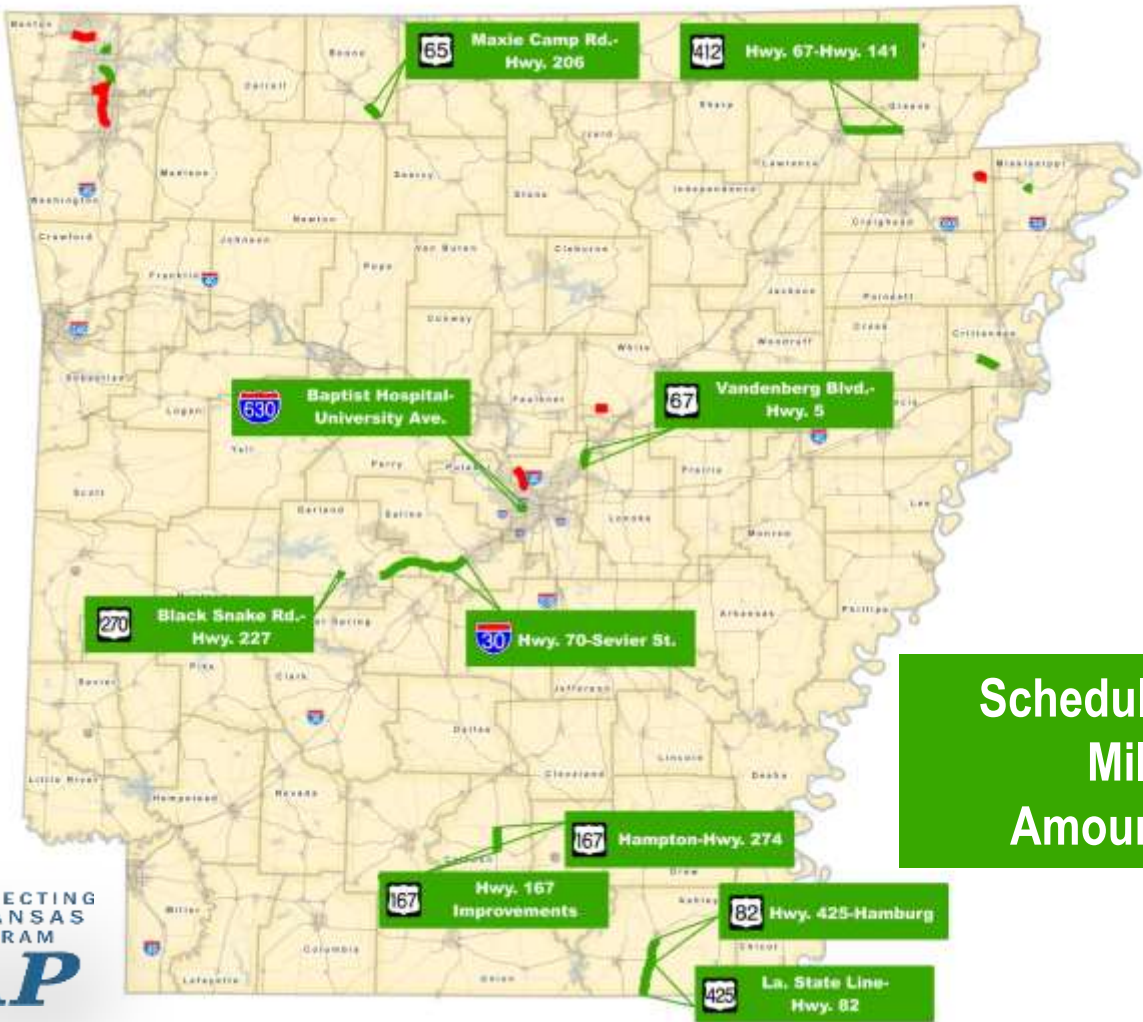 65 Maxie Camp Rd.-
Hwy. 206
412 Hwy. 67-Hwy. 141
Benton
Boone
Carroll
Sharp
Greene
Izard
Lawrence
Mississippi
Madison
Searcy
Stone
Independence
Washington
Newton
Craighead
Crawford
Johnson
Van Buren
Cleburne
Franklin
Pope
Jackson
Poinsett
Conway
White
Woodruff
Cross
Crittenden
Sebastian
Logan
630 Baptist Hospital-
University Ave.
Faulkner
67 Vandenberg Blvd.-
Hwy. 5
Yell
Perry
Pulaski
Prairie
Scott
Garland
Saline
Lonoke
Monroe
Lee
270 Black Snake Rd.-
Hwy. 227
30 Hwy. 70-Sevier St.
Arkansas
Phillips
Pike
Clark
Sevier
Jefferson
Dallas
Schedul
Mil
Amour
Lincoln
Cleveland
Desha
Little River
Hempstead
Nevada
167 Hampton-Hwy. 274
Drew
167 Hwy. 167
Improvements
Ashley
82 Hwy. 425-Hamburg
Chicot
ECTING
NSAS
RAM
AP
Miller
Columbia
Union
Lafayette
425 La. State Line-
Hwy. 82